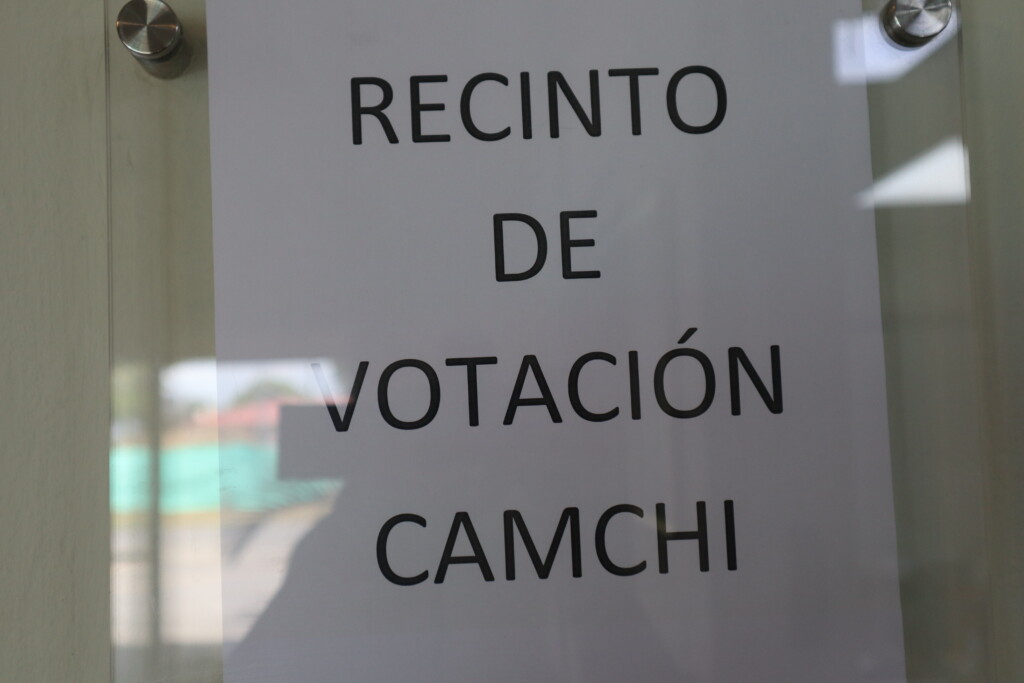 RECINTO
DE
VOTACIÓN
CAMCHI